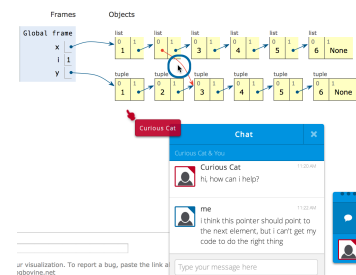 Frames Objects
Global frame
x
i 1
y
list list list list list list
0 1 0 1 0 1 0 1 0 1 0 1
1 3 4 5 6 None
tuple tuple tuple tuple tuple tuple
0 1 0 1 0 1 0 1 0 1 0 1
1 2 3 4 5 6 None
Curious Cat
Chat ×
Curious Cat & You
Curious Cat 11:20 AM
hi, how can i help?
me 11:22 AM
i think this pointer should point to
the next element, but i can't get my
code to do the right thing
Type your message here
ur visualization. To report a bug, paste the link al